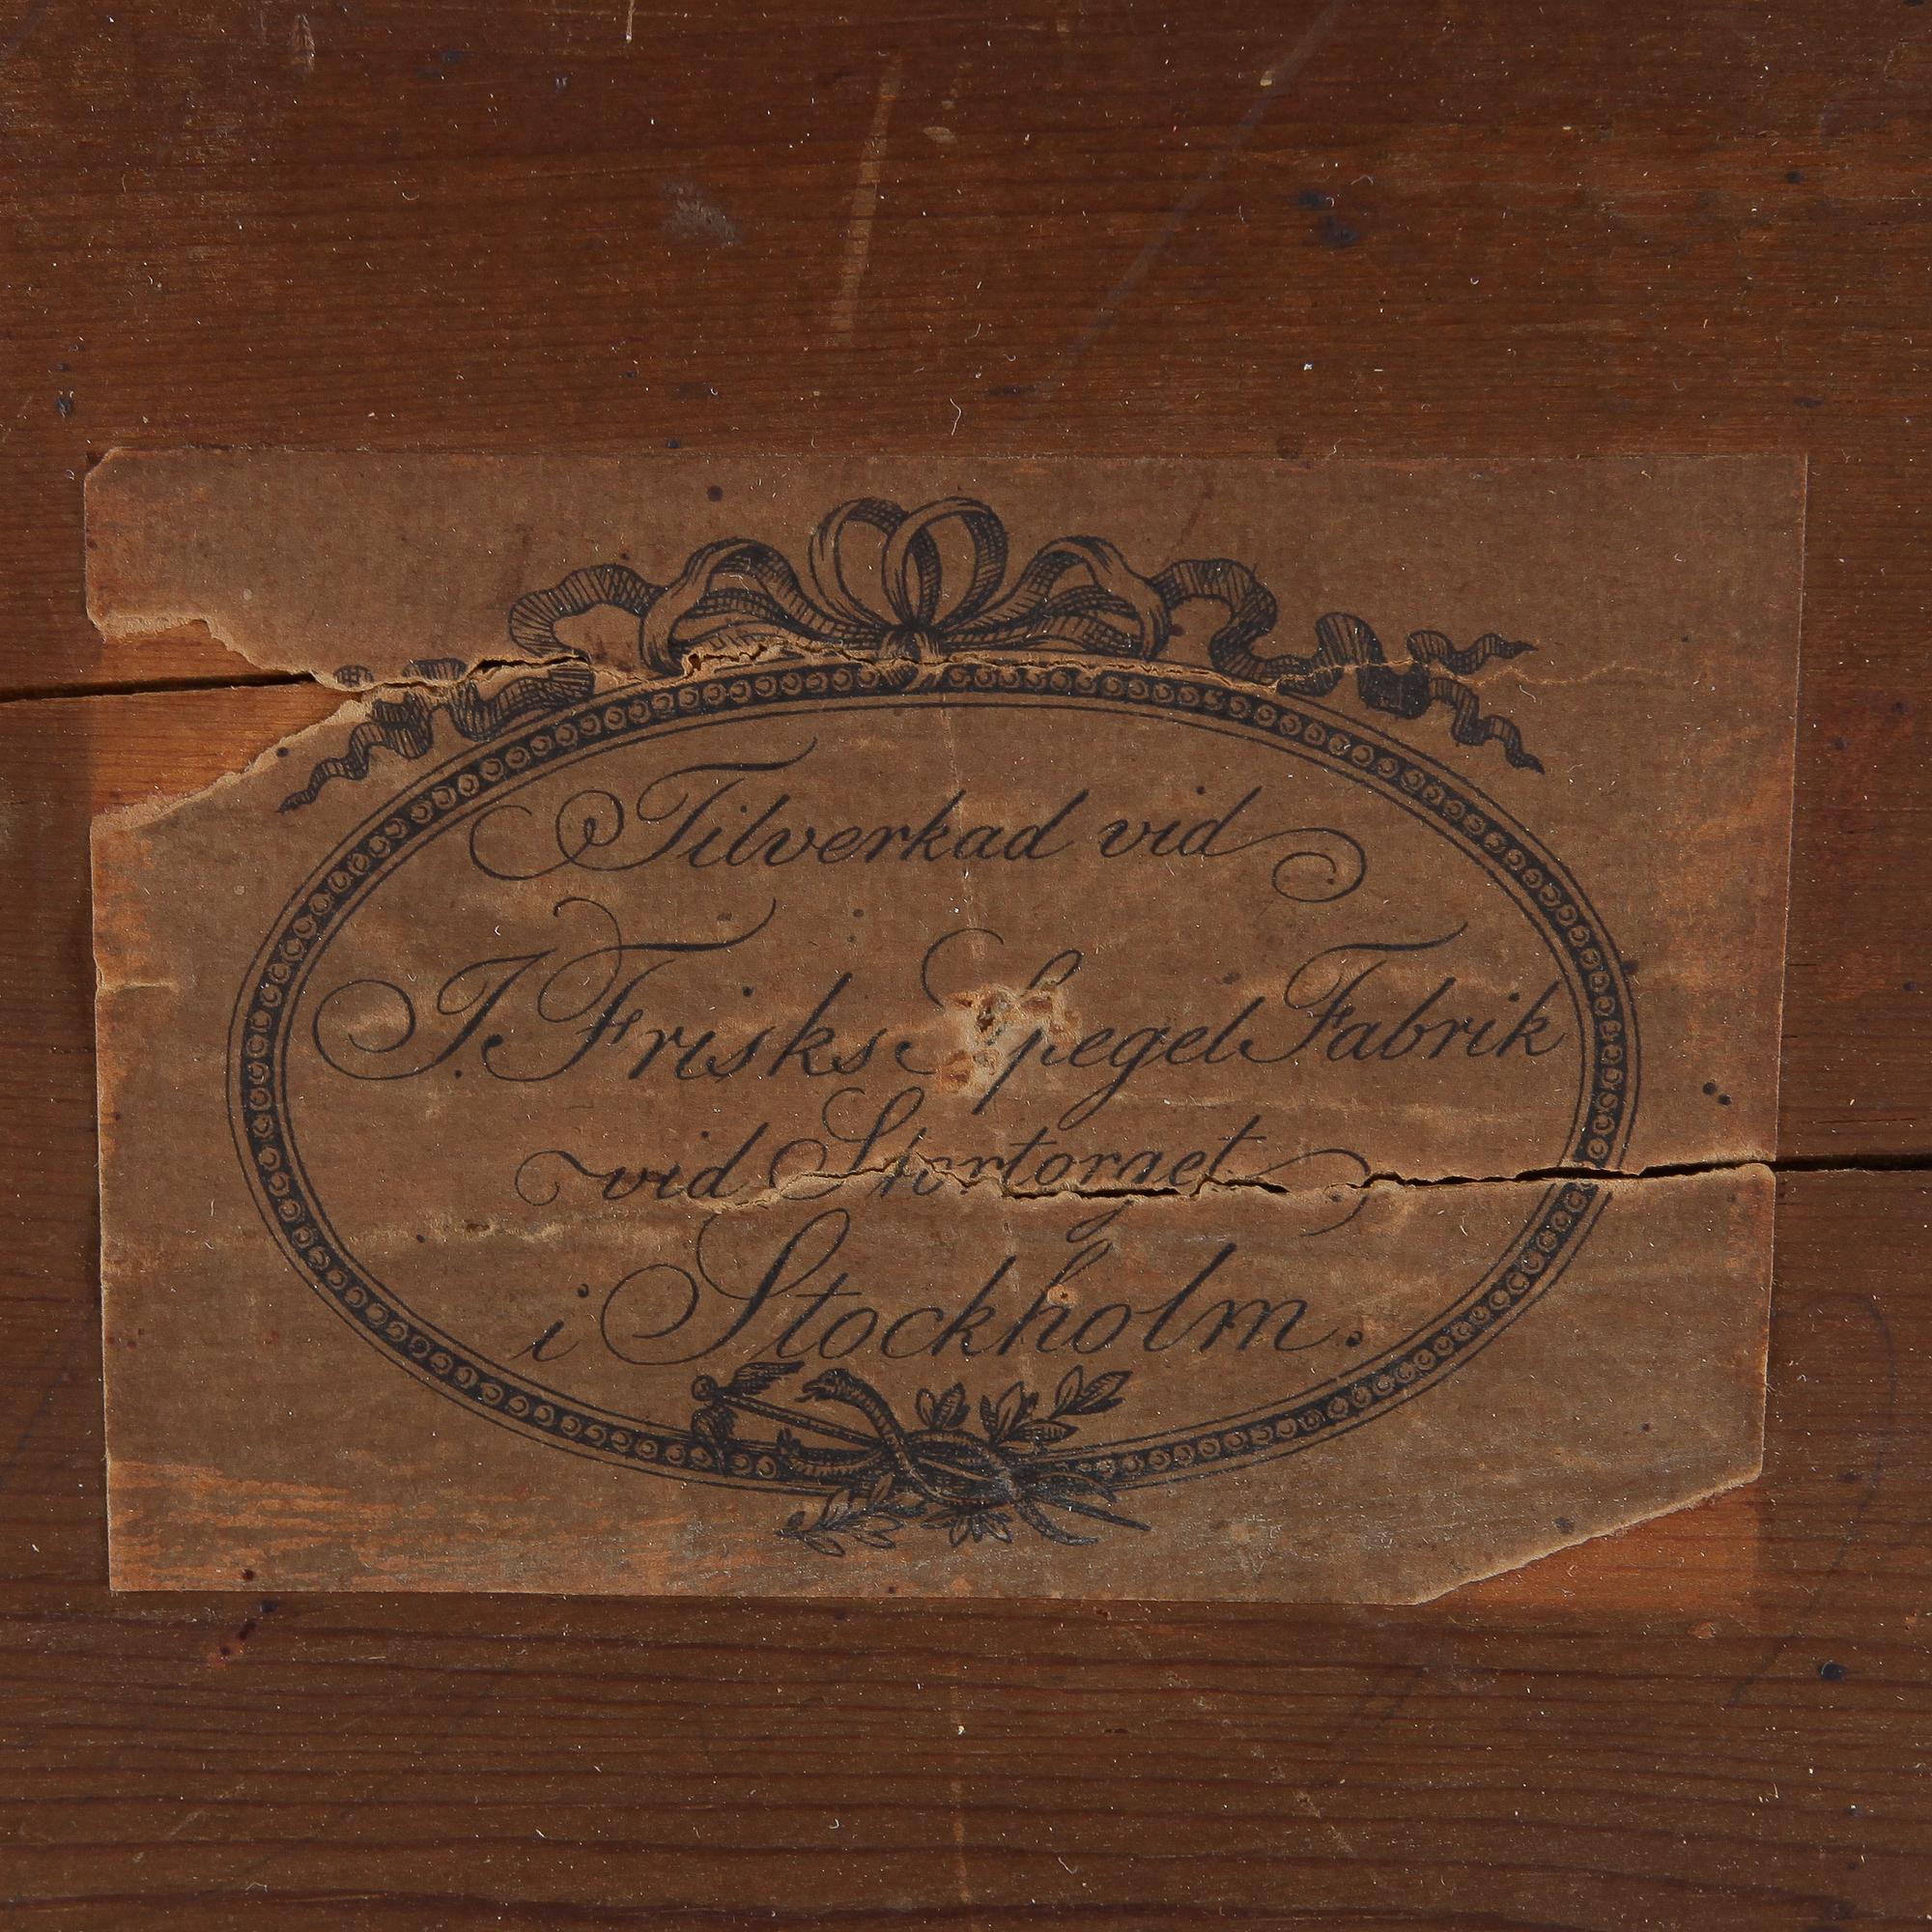 Tilverkad vid
J. Frisks Spegel Fabrik
vid Stortorget
i Stockholm.